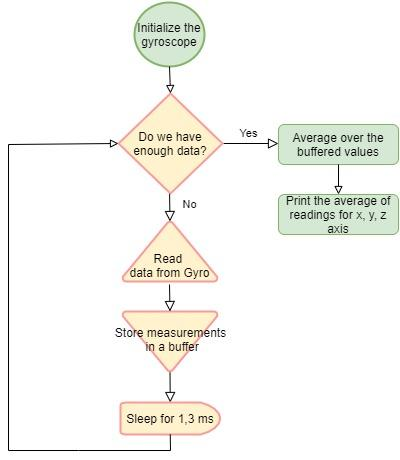 Initialize the
gyroscope
Do we have
enough data?
Yes
Average over the
buffered values
No
Print the average of
readings for x, y, z
axis
Read
data from Gyro
Store measurements
in a buffer
Sleep for 1,3 ms